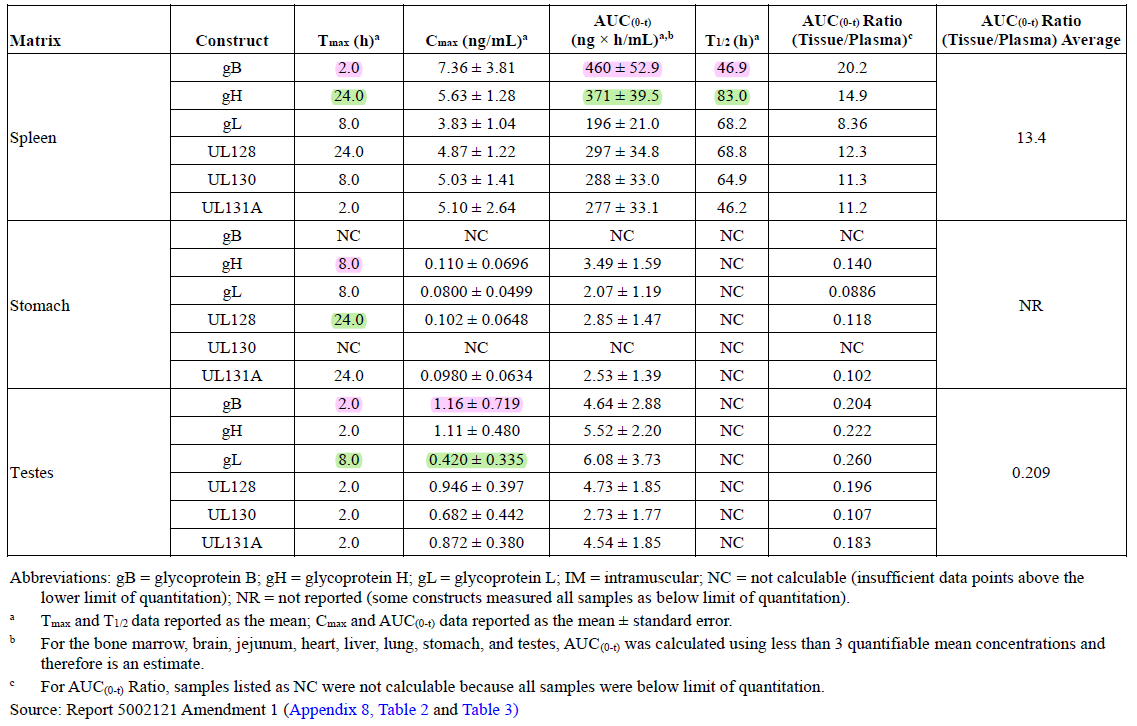 Matrix Construct Tmax (h)a Cmax (ng/mL)a AUC(0-t) (ng × h/mL)a,b T1/2 (h)a AUC(0-t) Ratio (Tissue/Plasma)c AUC(0-t) Ratio (Tissue/Plasma) Average
Spleen gB 2.0 7.36 ± 3.81 460 ± 52.9 46.9 20.2 13.4
gH 24.0 5.63 ± 1.28 371 ± 39.5 83.0 14.9
gL 8.0 3.83 ± 1.04 196 ± 21.0 68.2 8.36
UL128 24.0 4.87 ± 1.22 297 ± 34.8 68.8 12.3
UL130 8.0 5.03 ± 1.41 288 ± 33.0 64.9 11.3
UL131A 2.0 5.10 ± 2.64 277 ± 33.1 46.2 11.2
Stomach gB NC NC NC NC NC NR
gH 8.0 0.110 ± 0.0696 3.49 ± 1.59 NC 0.140
gL 8.0 0.0800 ± 0.0499 2.07 ± 1.19 NC 0.0886
UL128 24.0 0.102 ± 0.0648 2.85 ± 1.47 NC 0.118
UL130 NC NC NC NC NC
UL131A 24.0 0.0980 ± 0.0634 2.53 ± 1.39 NC 0.102
Testes gB 2.0 1.16 ± 0.719 4.64 ± 2.88 NC 0.204 0.209
gH 2.0 1.11 ± 0.480 5.52 ± 2.20 NC 0.222
gL 8.0 0.420 ± 0.335 6.08 ± 3.73 NC 0.260
UL128 2.0 0.946 ± 0.397 4.73 ± 1.85 NC 0.196
UL130 2.0 0.682 ± 0.442 2.73 ± 1.77 NC 0.107
UL131A 2.0 0.872 ± 0.380 4.54 ± 1.85 NC 0.183
Abbreviations: gB = glycoprotein B; gH = glycoprotein H; gL = glycoprotein L; IM = intramuscular; NC = not calculable (insufficient data points above the
lower limit of quantitation); NR = not reported (some constructs measured all samples as below limit of quantitation).
a Tmax and T1/2 data reported as the mean; Cmax and AUC(0-t) data reported as the mean ± standard error.
b For the bone marrow, brain, jejunum, heart, liver, lung, stomach, and testes, AUC(0-t) was calculated using less than 3 quantifiable mean concentrations and
therefore is an estimate.
c For AUC(0-t) Ratio, samples listed as NC were not calculable because all samples were below limit of quantitation.
Source: Report 5002121 Amendment 1 (Appendix 8, Table 2 and Table 3)